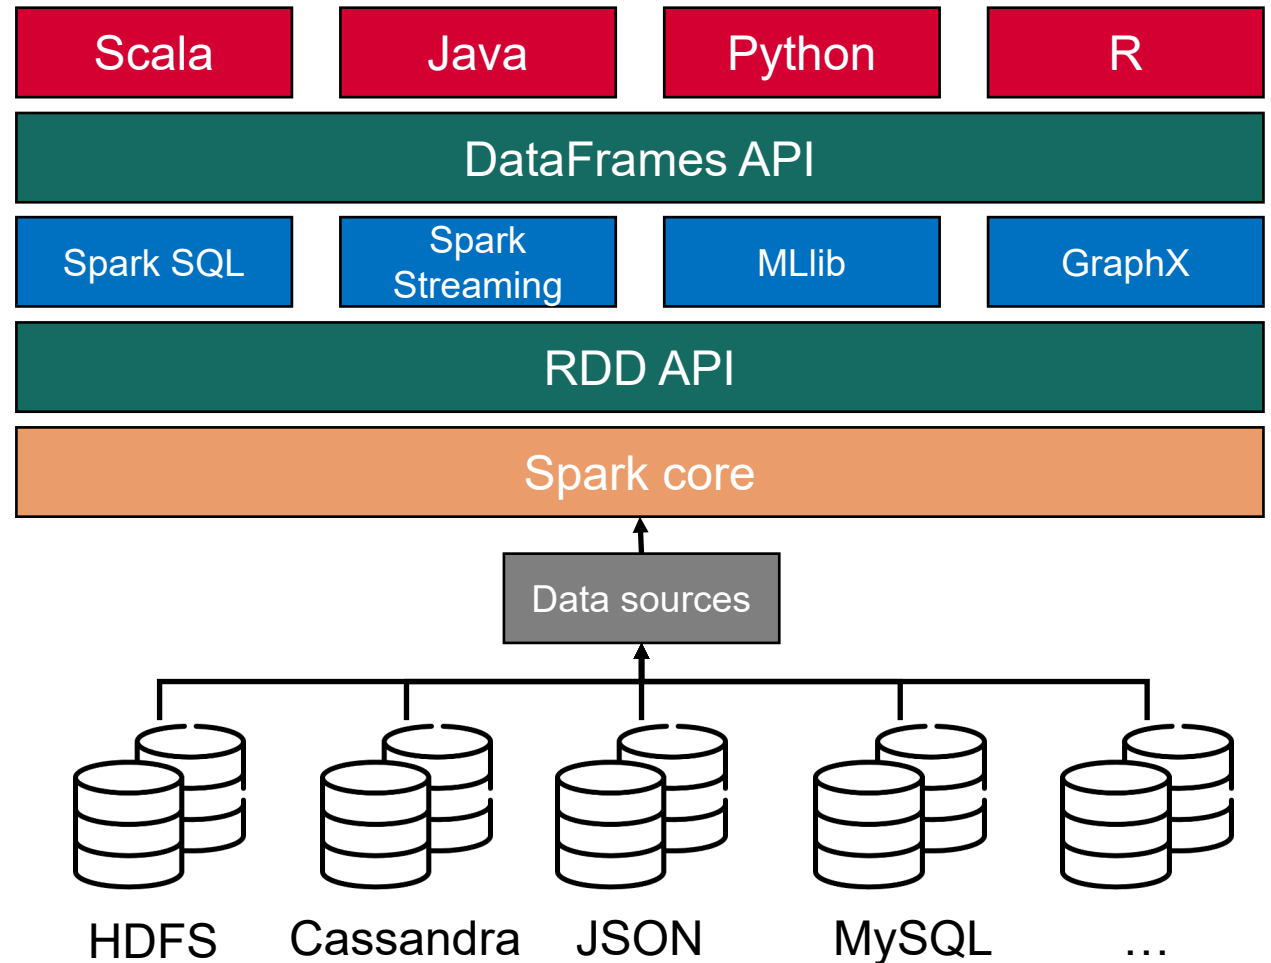 Scala
Java
Python
R
DataFrames API
Spark SQL
Spark
Streaming
MLlib
GraphX
RDD API
Spark core
Data sources
HDFS
Cassandra
JSON
MySQL
...